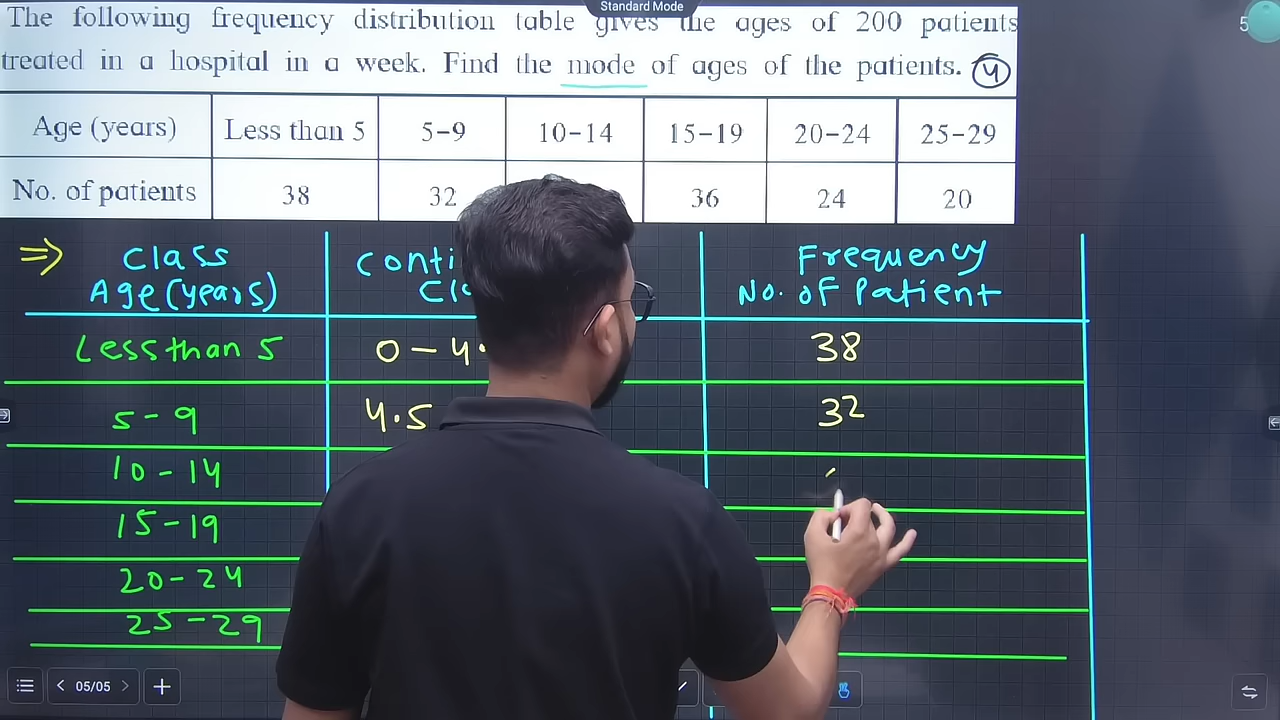 Standard Mode
The following frequency distribution table gives the ages of 200 patients
treated in a hospital in a week. Find the mode of ages of the patients. 4
Age (years) Less than 5 5-9 10-14 15-19 20-24 25-29
No. of patients 38 32 36 24 20
5
⇒ Class Frequency
Age (years) No. of Patient
Less than 5 0 - 4. 38
5 - 9 4.5 32
10 - 14
15 - 19
20 - 24
25 - 29
05/05